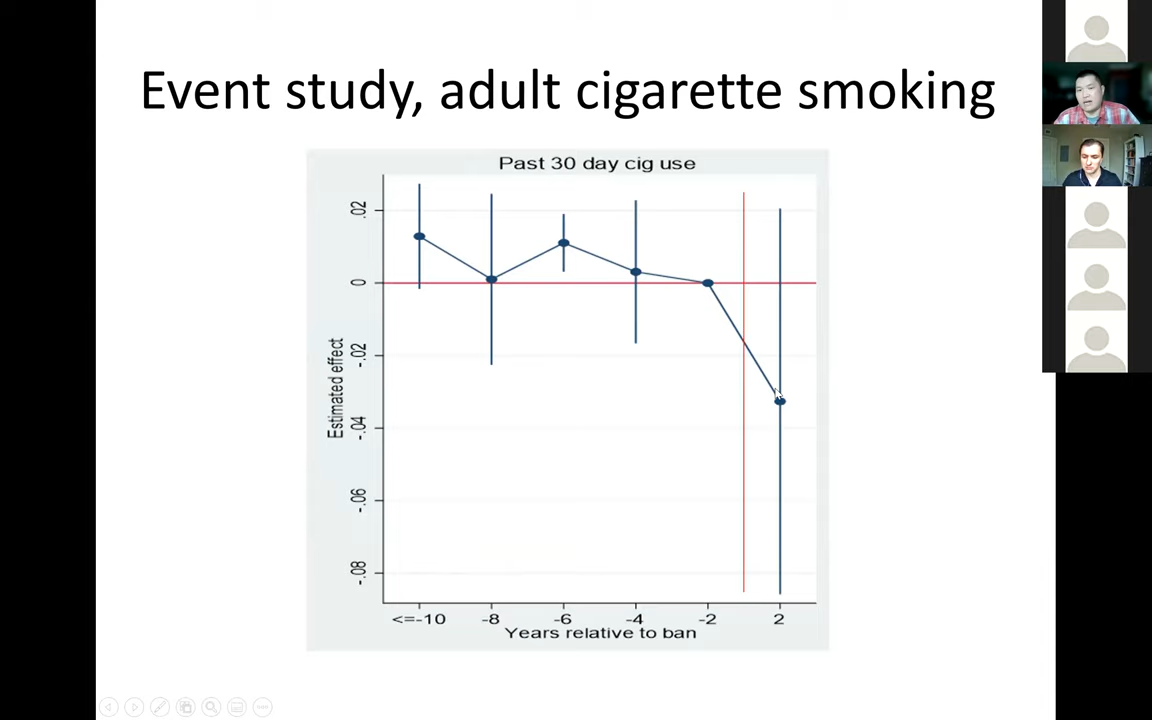 Event study, adult cigarette smoking
Past 30 day cig use
.02
0
-.02
-.04
-.06
-.08
Estimated effect
<=-10 -8 -6 -4 -2 2
Years relative to ban